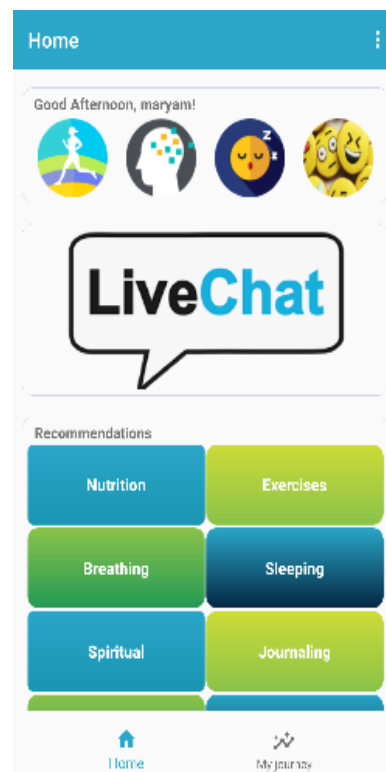 Home
Good Afternoon, maryam!
z
z
LiveChat
Recommendations
Nutrition
Exercises
Breathing
Sleeping
Spiritual
Journaling
Home
My journey